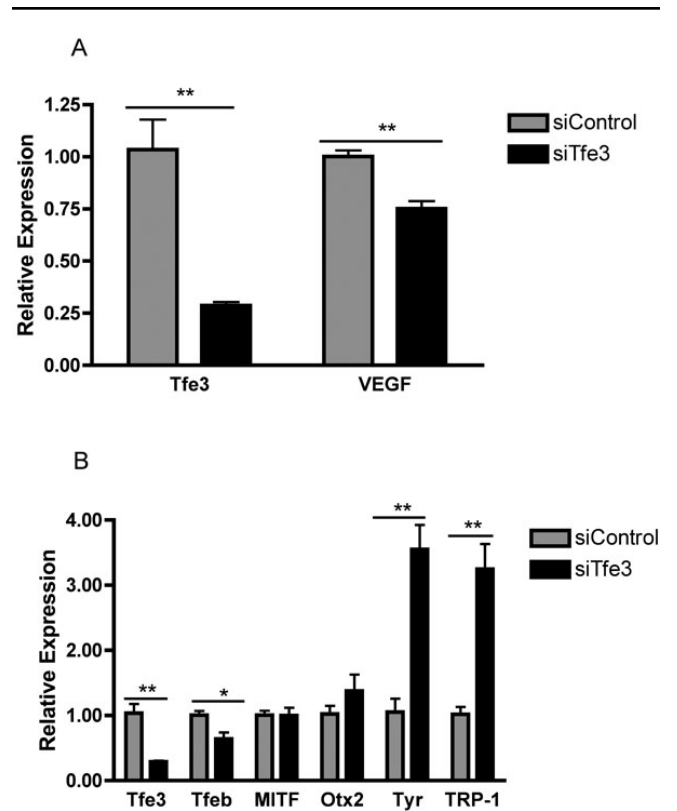 A
** **
1.25
1.00
0.75
0.50
0.25
0.00
Relative Expression
siControl
siTfe3
Tfe3 VEGF
B
** * ** **
4.00
3.00
2.00
1.00
0.00
Relative Expression
siControl
siTfe3
Tfe3 Tfeb MITF Otx2 Tyr TRP-1